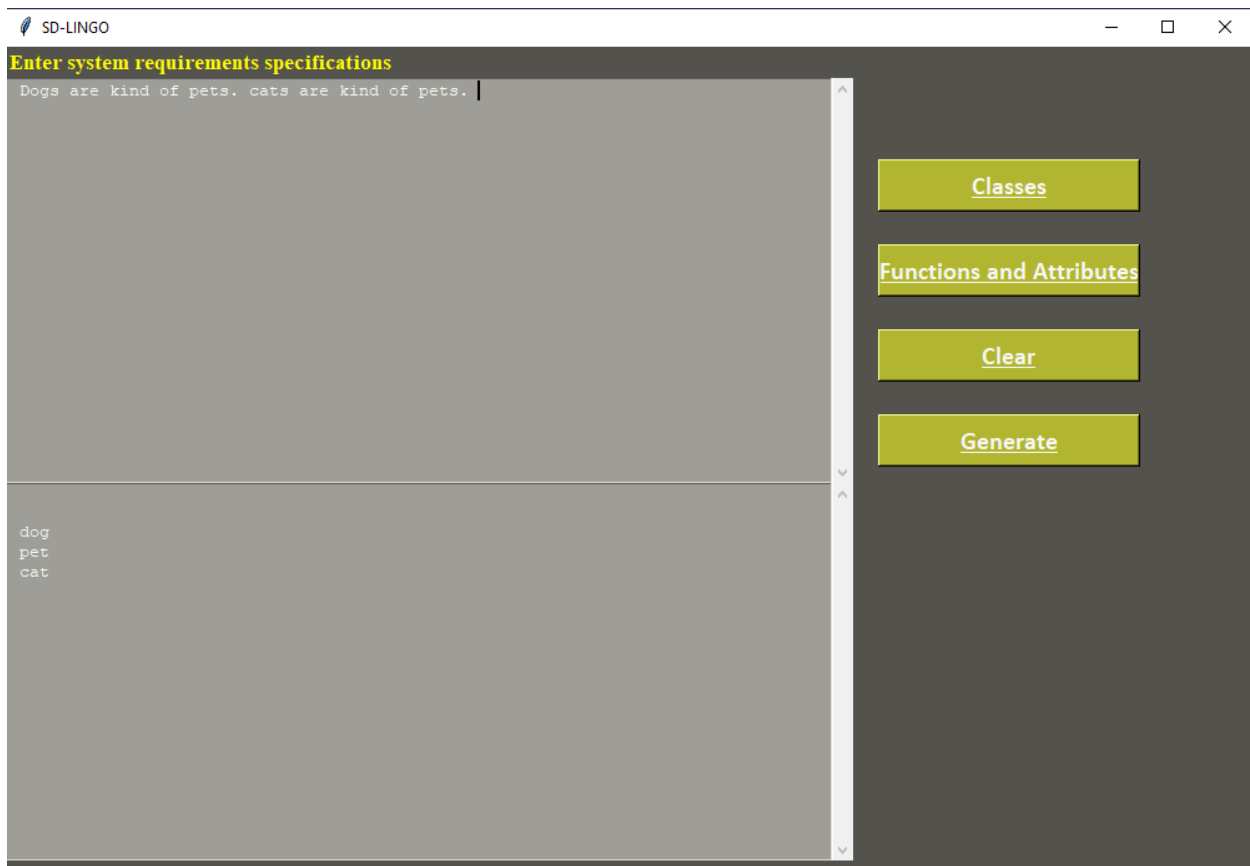 SD-LINGO
Enter system requirements specifications
Dogs are kind of pets. cats are kind of pets.
Classes
Functions and Attributes
Clear
Generate
dog
pet
cat